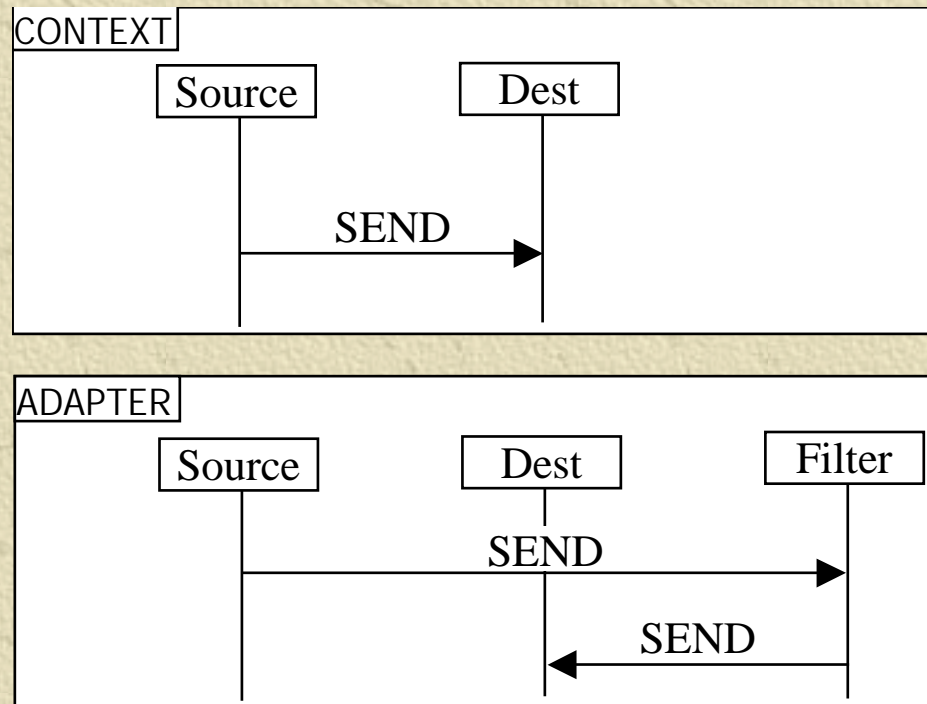 CONTEXT
Source Dest
SEND
ADAPTER
Source Dest Filter
SEND
SEND